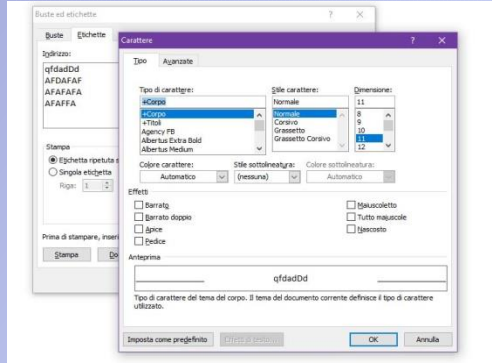 Buste ed etichette ? ×
Buste Etichette
Indirizzo:
qfdadDd
AFDAFAF
AFAFAFA
AFAFFA
Stampa
Etichetta ripetuta s
Singola etichetta
Riga: 1
Prima di stampare, inseri
Stampa Do
Carattere ? ×
Tipo Avanzate
Tipo di carattere: Stile carattere: Dimensione:
+Corpo Normale 11
+Corpo Normale 8
+Titoli Corsivo 9
Agency FB Grassetto 10
Albertus Extra Bold Grassetto Corsivo 11
Albertus Medium 12
Colore carattere: Stile sottolineatura: Colore sottolineatura:
Automatico (nessuna) Automatico
Effetti
Barrato Maiuscoletto
Barrato doppio Tutto maiuscole
Apice Nascosto
Pedice
Anteprima
qfdadDd
Tipo di carattere del tema del corpo. Il tema del documento corrente definisce il tipo di carattere
utilizzato.
Imposta come predefinito Effetti di testo... OK Annulla